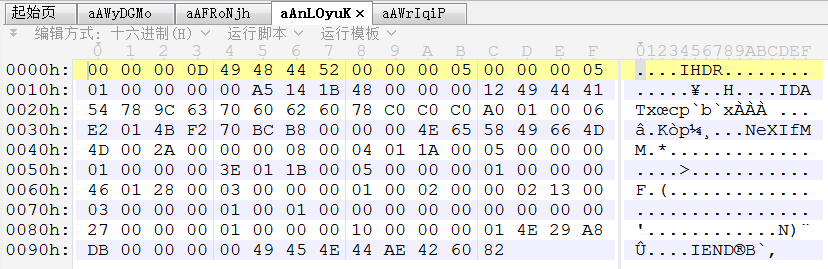 起始页 aAWyDGMo aAFRoNjh aAnLOyuK × aAWrIqiP
编辑方式: 十六进制(H) 运行脚本 运行模板
0 1 2 3 4 5 6 7 8 9 A B C D E F 0123456789ABCDEF
0000h: 00 00 00 0D 49 48 44 52 00 00 00 05 00 00 00 05 ....IHDR........
0010h: 01 00 00 00 00 A5 14 1B 48 00 00 00 12 49 44 41 .....¥..H....IDA
0020h: 54 78 9C 63 70 60 62 60 78 C0 C0 C0 A0 01 00 06 Txœcp`b`xÀÀÀ ...
0030h: E2 01 4B F2 70 BC B8 00 00 00 4E 65 58 49 66 4D â.Kòp¼¸...NeXIfM
0040h: 4D 00 2A 00 00 00 08 00 04 01 1A 00 05 00 00 00 M.*.............
0050h: 01 00 00 00 3E 01 1B 00 05 00 00 00 01 00 00 00 ....>...........
0060h: 46 01 28 00 03 00 00 00 01 00 02 00 00 02 13 00 F.(.............
0070h: 03 00 00 00 01 00 01 00 00 00 00 00 00 00 00 00 ................
0080h: 27 00 00 01 00 00 00 10 00 00 00 01 4E 29 A8 '...........N)¨
0090h: DB 00 00 00 00 49 45 4E 44 AE 42 60 82 Û....IEND®B`‚